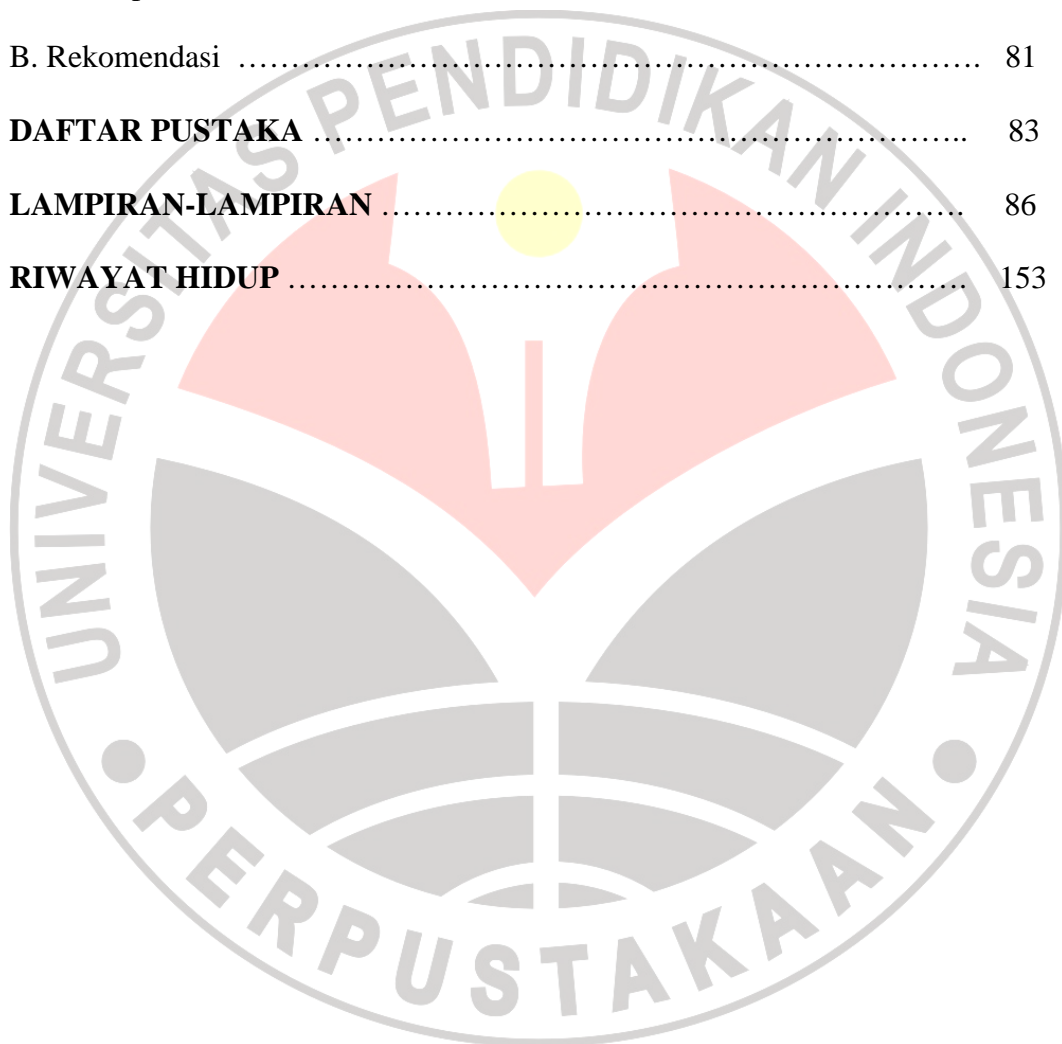 B. Rekomendasi ……………………………………………………………. 81
DAFTAR PUSTAKA …………………………………………………….. 83
LAMPIRAN-LAMPIRAN ………………………………………………. 86
RIWAYAT HIDUP ………………………………………………………. 153
UNIVERSITAS PENDIDIKAN INDONESIA
PERPUSTAKAAN